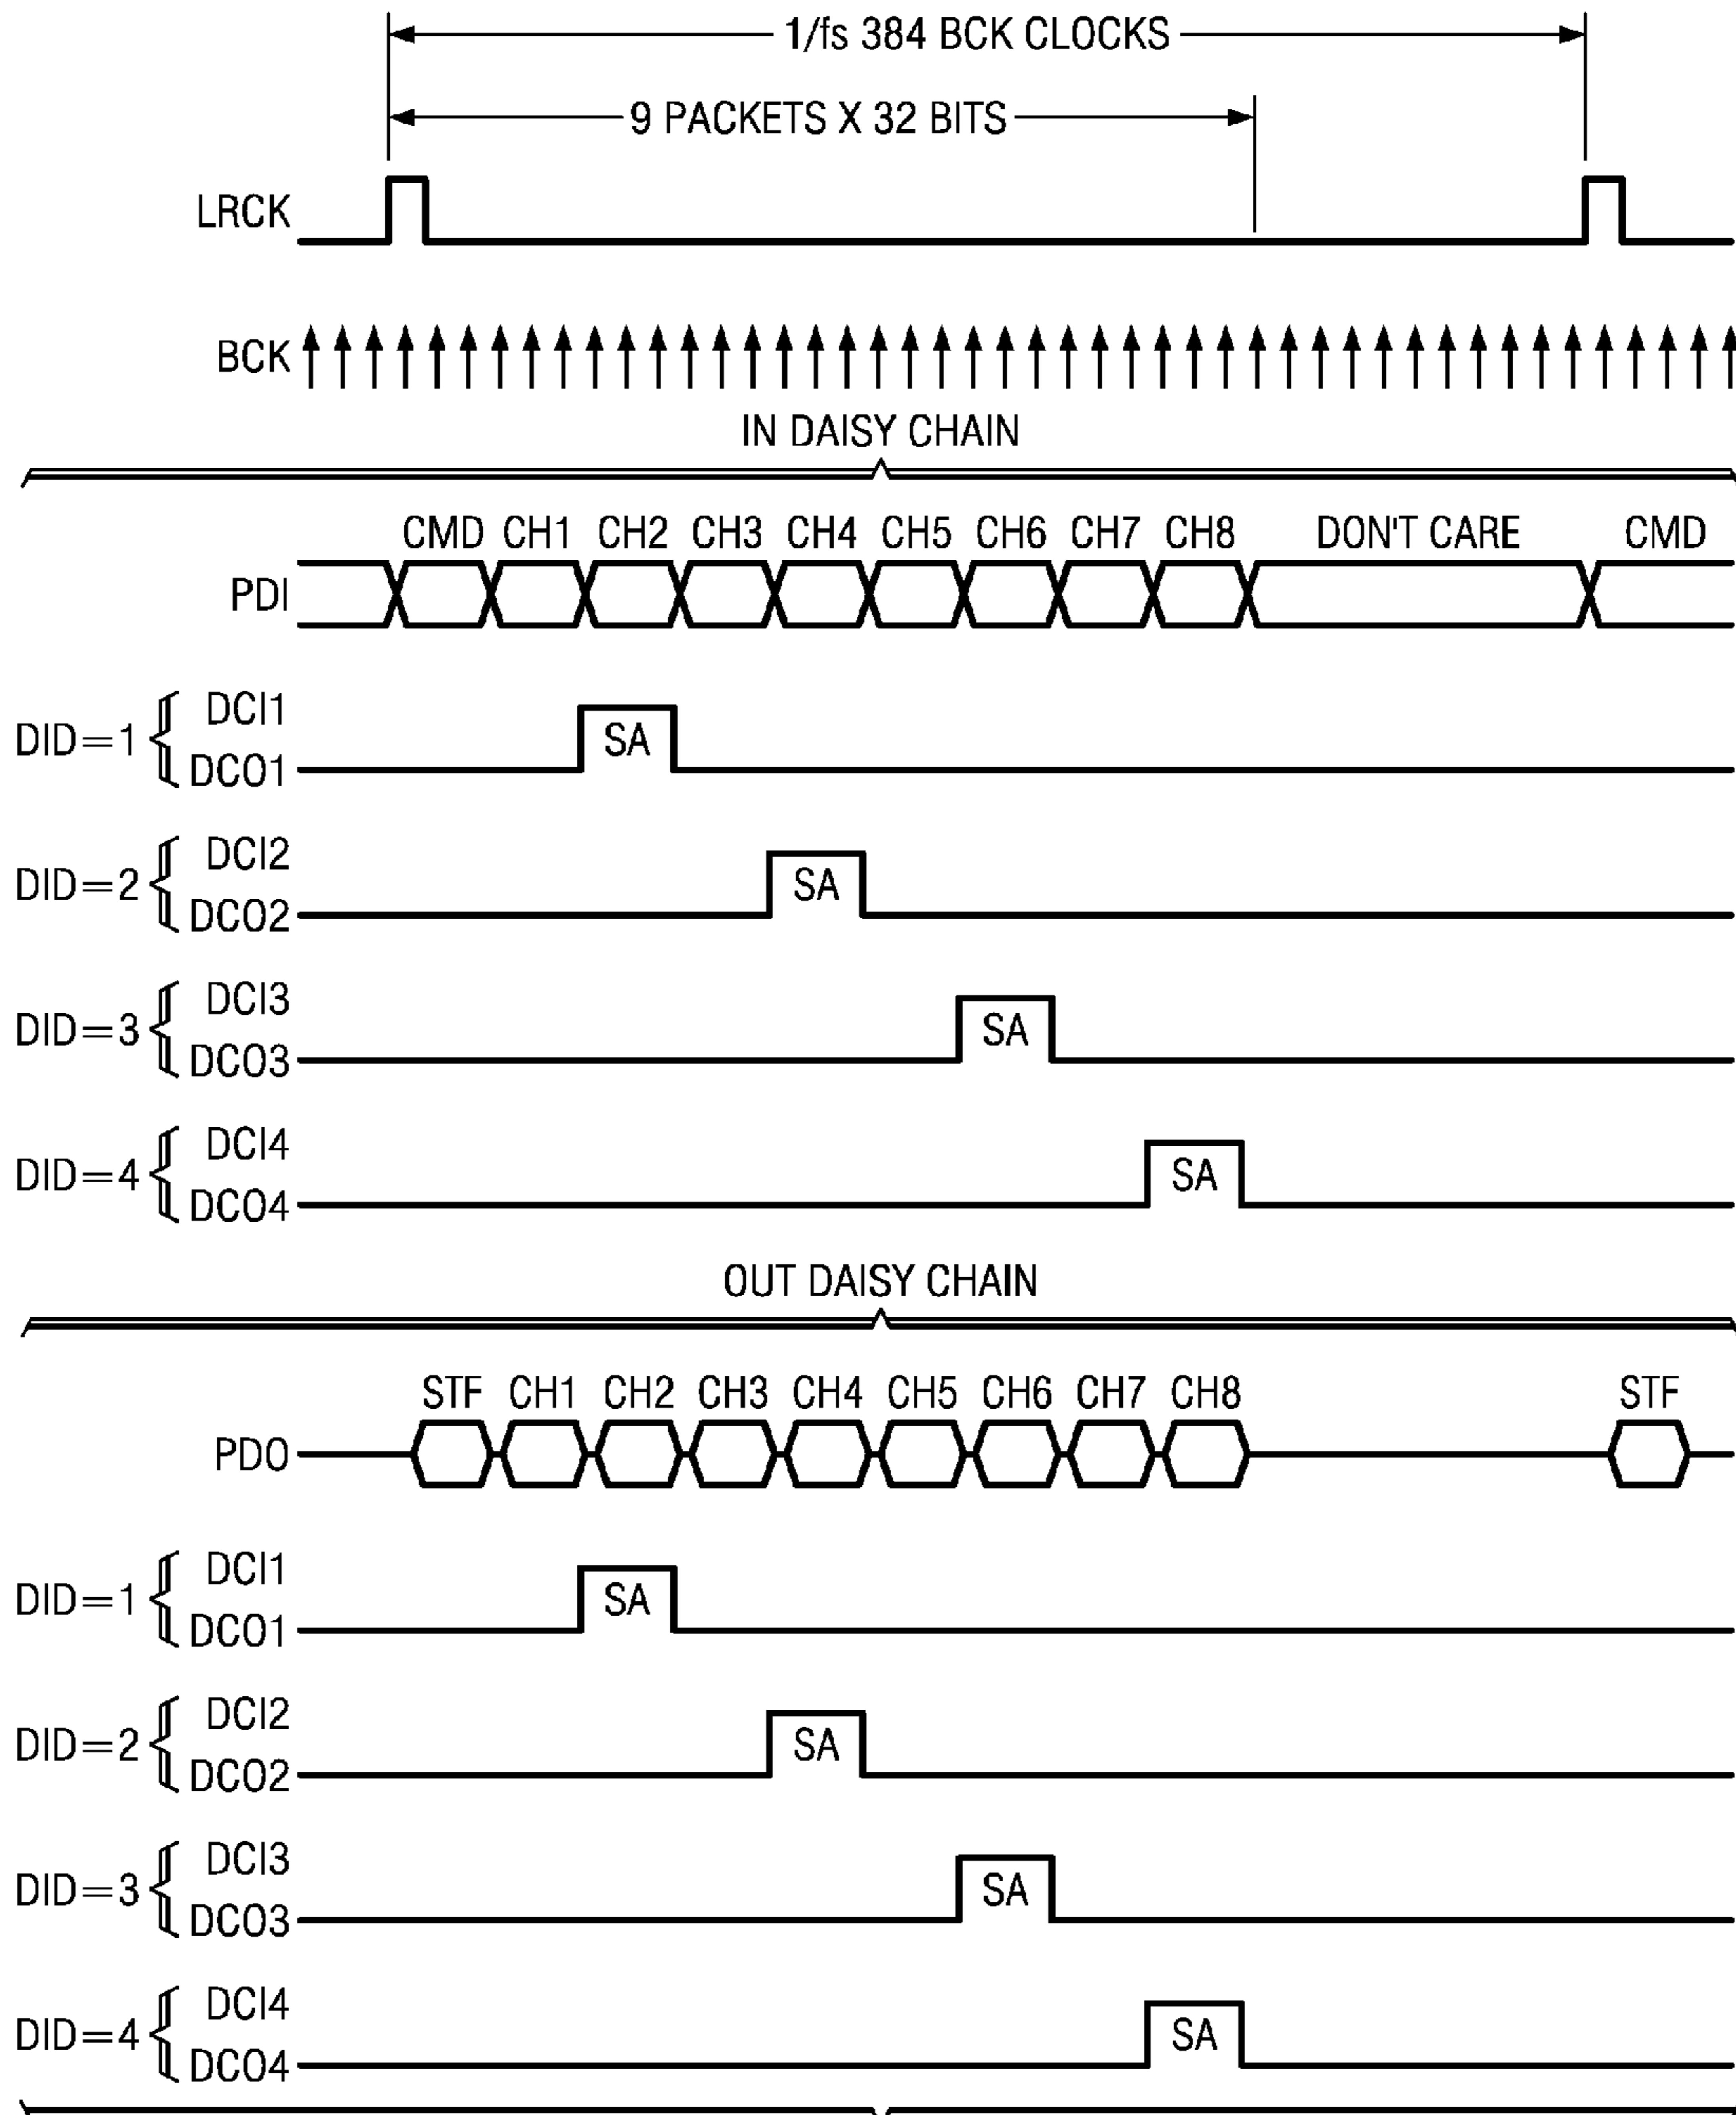 1/fs 384 BCK CLOCKS
9 PACKETS X 32 BITS
LRCK
BCK
IN DAISY CHAIN
CMD CH1 CH2 CH3 CH4 CH5 CH6 CH7 CH8 DON'T CARE CMD
PDI
DCI1
DID=1 SA
DCO1
DCI2
DID=2 SA
DCO2
DCI3
DID=3 SA
DCO3
DCI4
DID=4 SA
DCO4
OUT DAISY CHAIN
STF CH1 CH2 CH3 CH4 CH5 CH6 CH7 CH8 STF
PDO
DCI1
DID=1 SA
DCO1
DCI2
DID=2 SA
DCO2
DCI3
DID=3 SA
DCO3
DCI4
DID=4 SA
DCO4